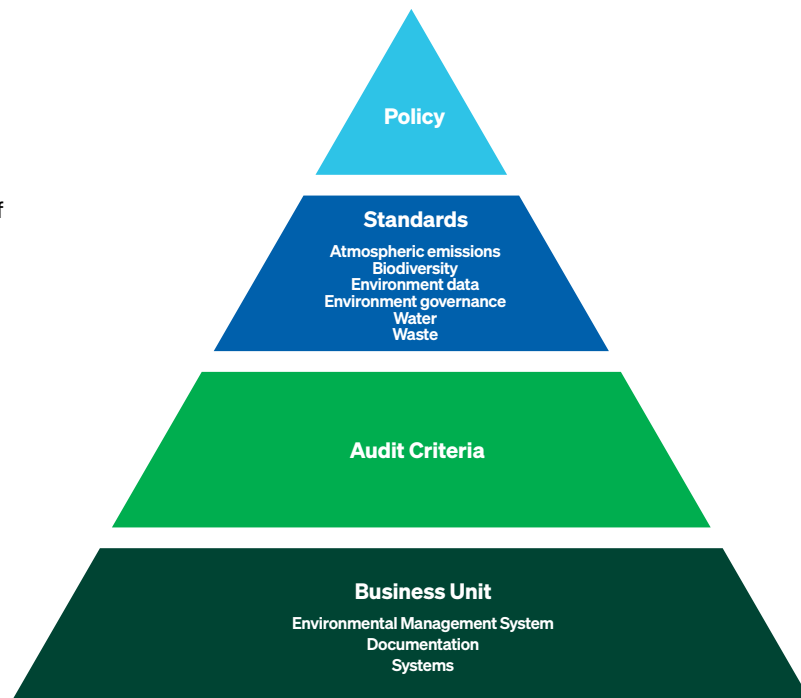 Policy
f
Standards
Atmospheric emissions
Biodiversity
Environment data
Environment governance
Water
Waste
Audit Criteria
Business Unit
Environmental Management System
Documentation
Systems